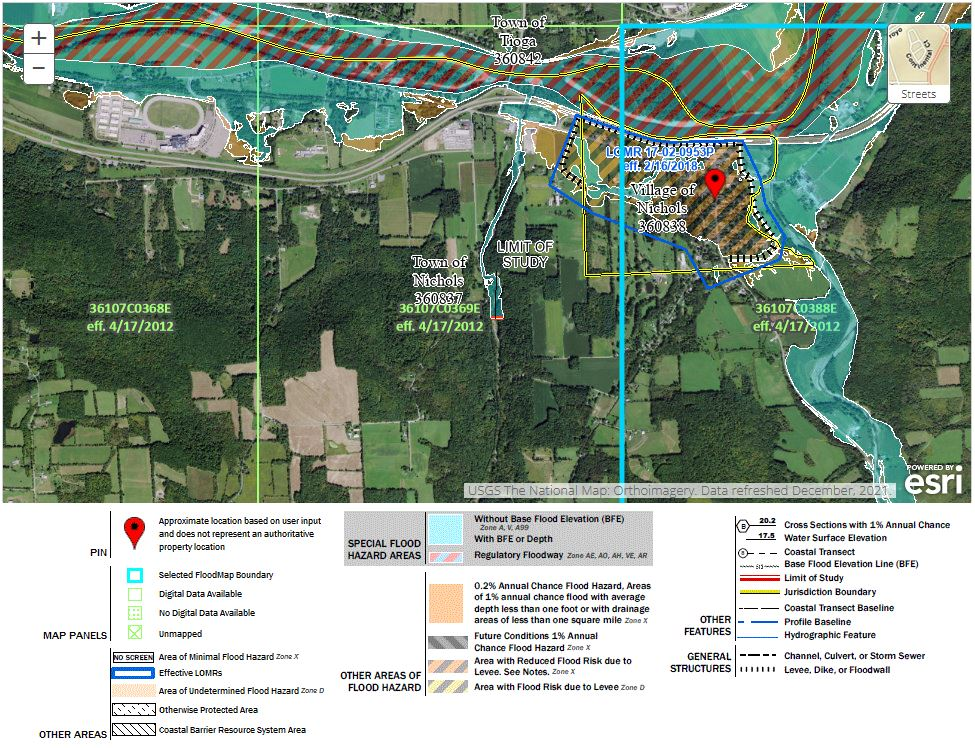 Town of
Tioga
360842
+
−
Streets
LOMR 17-02-0953P
eff. 2/16/2018
Village of
Nichols
360838
LIMIT OF
STUDY
Town of
Nichols
360837
36107C0368E
eff. 4/17/2012
36107C0369E
eff. 4/17/2012
36107C0388E
eff. 4/17/2012
POWERED BY
esri
USGS The National Map: Orthoimagery. Data refreshed December, 2021.
PIN
Approximate location based on user input
and does not represent an authoritative
property location
MAP PANELS
Selected FloodMap Boundary
Digital Data Available
No Digital Data Available
Unmapped
OTHER AREAS
NO SCREEN Area of Minimal Flood Hazard Zone X
Effective LOMRs
Area of Undetermined Flood Hazard Zone D
Otherwise Protected Area
Coastal Barrier Resource System Area
SPECIAL FLOOD
HAZARD AREAS
Without Base Flood Elevation (BFE)
Zone A, V, A99
With BFE or Depth
Regulatory Floodway Zone AE, AO, AH, VE, AR
OTHER AREAS OF
FLOOD HAZARD
0.2% Annual Chance Flood Hazard, Areas
of 1% annual chance flood with average
depth less than one foot or with drainage
areas of less than one square mile Zone X
Future Conditions 1% Annual
Chance Flood Hazard Zone X
Area with Reduced Flood Risk due to
Levee. See Notes. Zone X
Area with Flood Risk due to Levee Zone D
OTHER
FEATURES
B 20.2 Cross Sections with 1% Annual Chance
17.5 Water Surface Elevation
8 Coastal Transect
513 Base Flood Elevation Line (BFE)
Limit of Study
Jurisdiction Boundary
Coastal Transect Baseline
Profile Baseline
Hydrographic Feature
GENERAL
STRUCTURES
Channel, Culvert, or Storm Sewer
Levee, Dike, or Floodwall